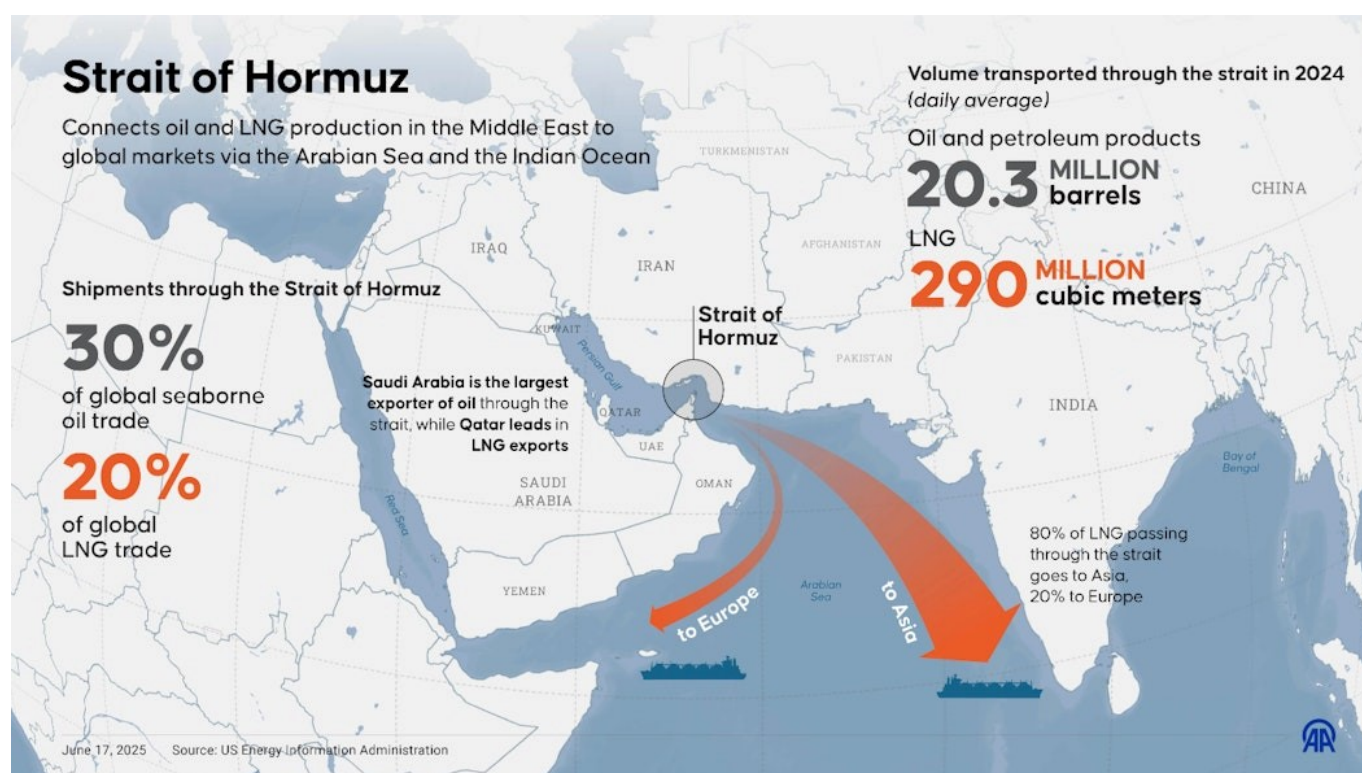 Strait of Hormuz
Connects oil and LNG production in the Middle East to
global markets via the Arabian Sea and the Indian Ocean
Volume transported through the strait in 2024
(daily average)
Oil and petroleum products
20.3 MILLION
barrels
LNG
290 MILLION
cubic meters
Shipments through the Strait of Hormuz
30%
of global seaborne
oil trade
20%
of global
LNG trade
Saudi Arabia is the largest
exporter of oil through the
strait, while Qatar leads in
LNG exports
Strait of
Hormuz
TURKMENISTAN
CHINA
AFGHANISTAN
IRAQ
IRAN
KUWAIT
Persian Gulf
PAKISTAN
QATAR
UAE
INDIA
SAUDI
ARABIA
OMAN
Red Sea
YEMEN
Arabian
Sea
Bay of
Bengal
to Europe
to Asia
80% of LNG passing
through the strait
goes to Asia,
20% to Europe
June 17, 2025 Source: US Energy Information Administration
AA